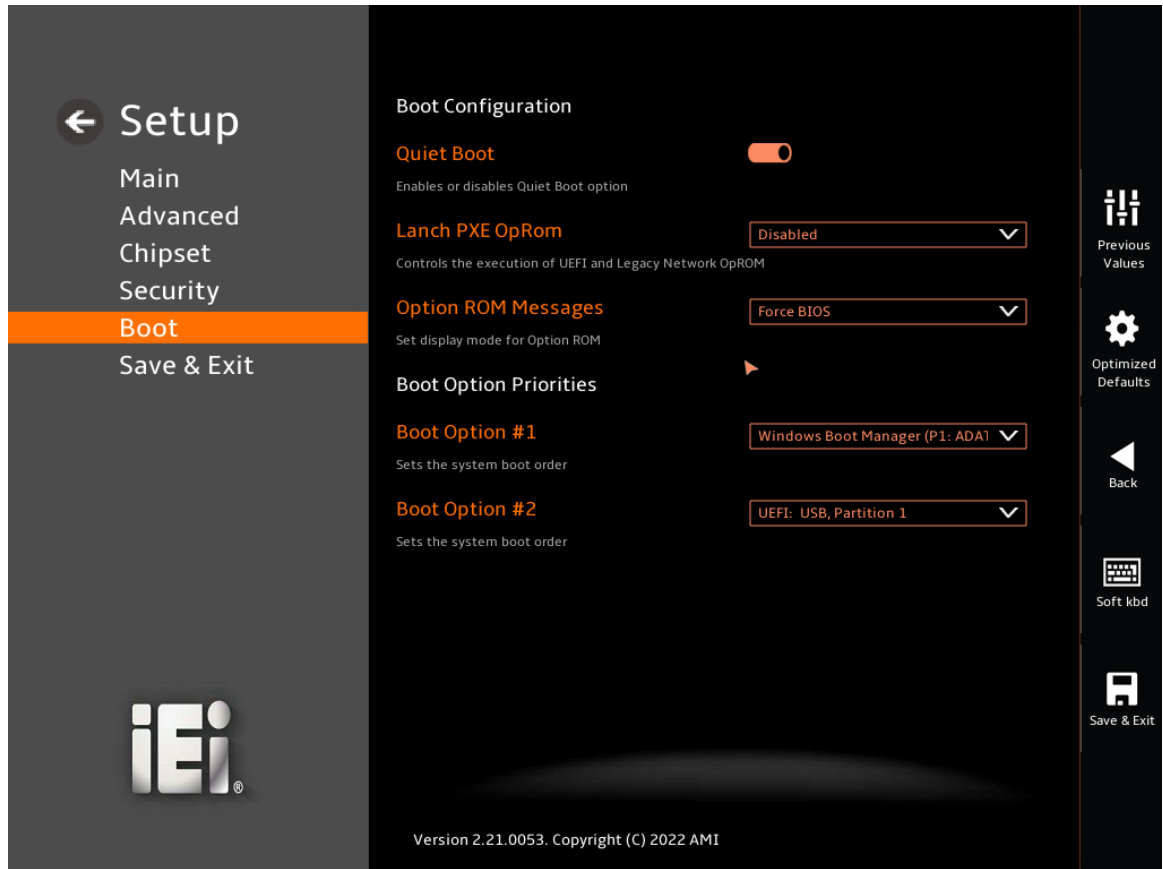 Setup
Main
Advanced
Chipset
Security
Boot
Save & Exit
iEi®
Boot Configuration
Quiet Boot
Enables or disables Quiet Boot option
Lanch PXE OpRom
Disabled
Controls the execution of UEFI and Legacy Network OpROM
Option ROM Messages
Force BIOS
Set display mode for Option ROM
Boot Option Priorities
Boot Option #1
Windows Boot Manager (P1: ADAT
Sets the system boot order
Boot Option #2
UEFI: USB, Partition 1
Sets the system boot order
Version 2.21.0053. Copyright (C) 2022 AMI
Previous
Values
Optimized
Defaults
Back
Soft kbd
Save & Exit